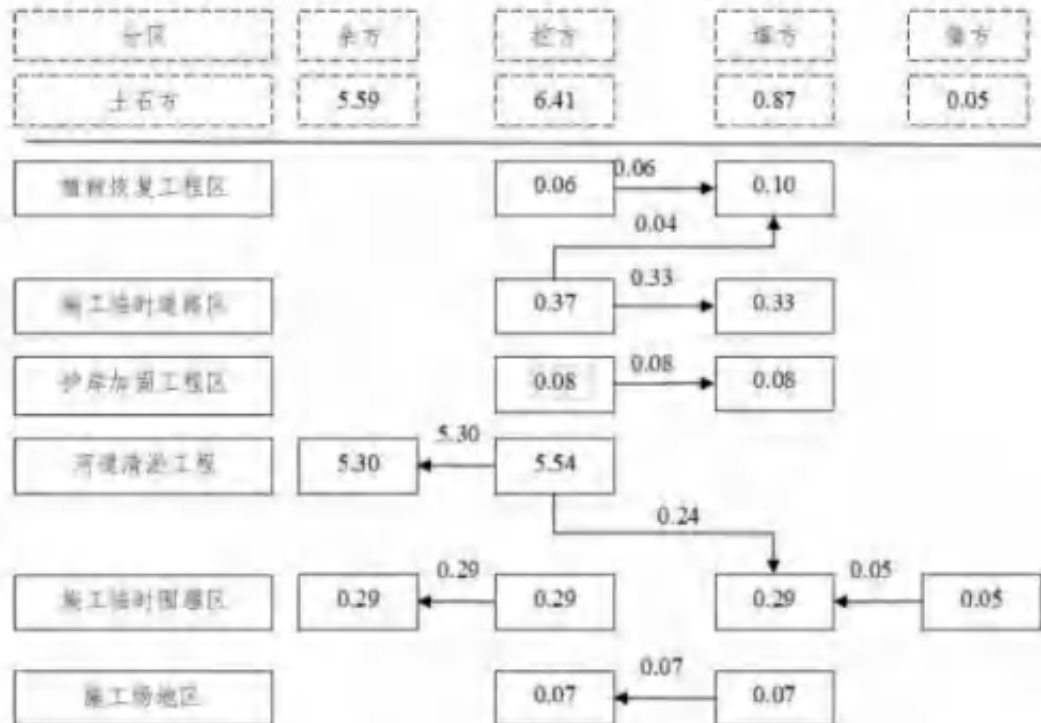 分区 余方 挖方 填方 借方
土石方 5.59 6.41 0.87 0.05
植被恢复工程区 0.06 0.06 0.10
0.04
施工临时道路区 0.37 0.33 0.33
护岸加固工程区 0.08 0.08 0.08
河道清淤工程 5.30 5.30 5.54
0.24
施工临时围堰区 0.29 0.29 0.29 0.29 0.05 0.05
施工场地区 0.07 0.07 0.07